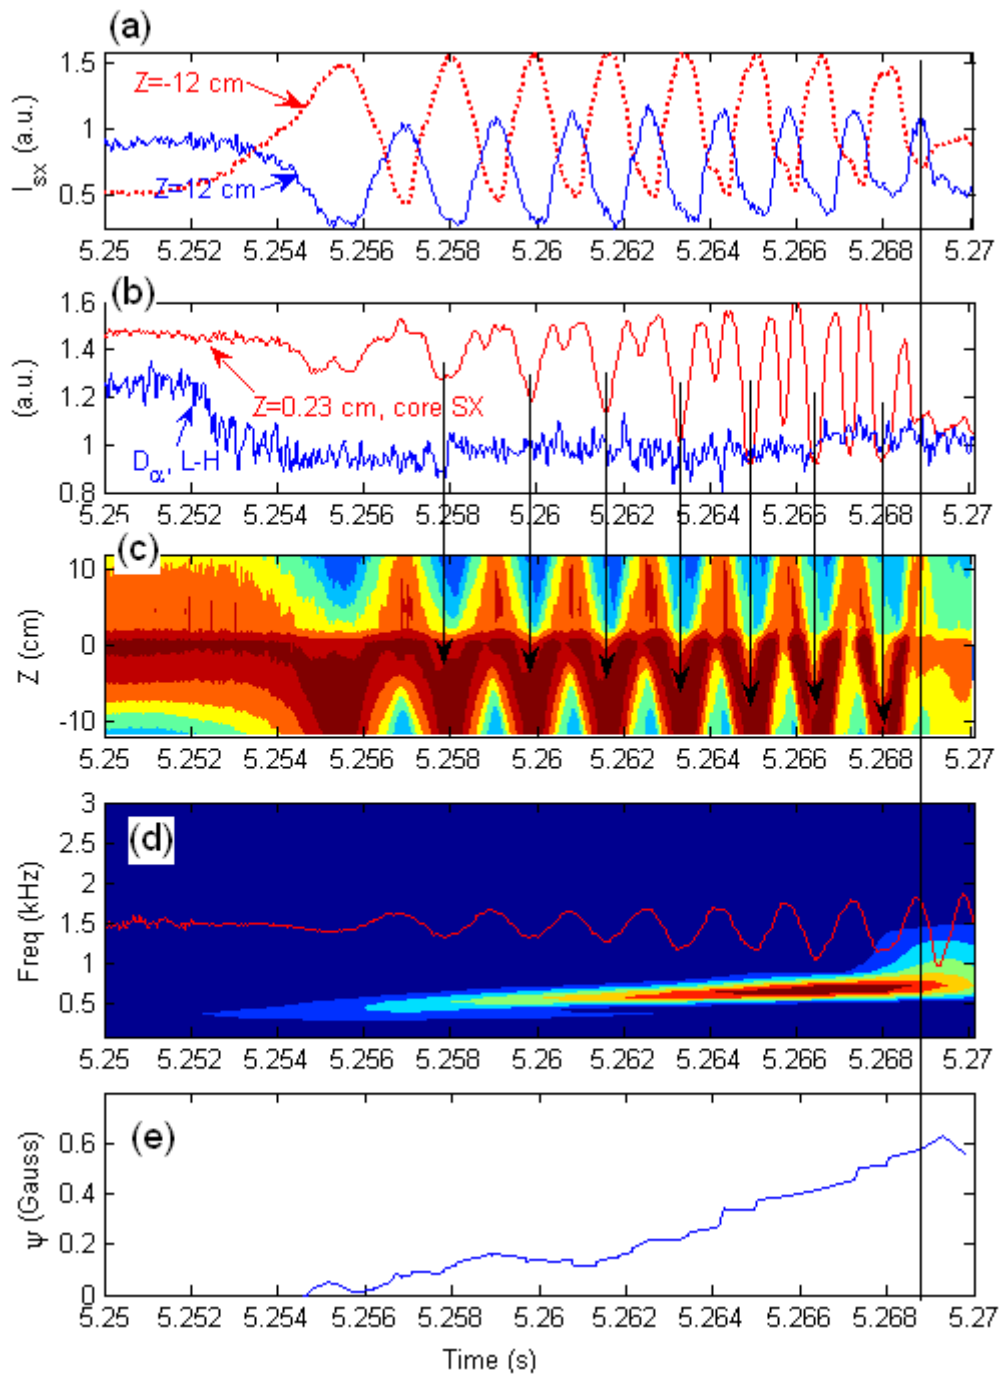 (a)
1.5
1
0.5
I_sx (a.u.)
Z=-12 cm
Z=12 cm
5.25 5.252 5.254 5.256 5.258 5.26 5.262 5.264 5.266 5.268 5.27
(b)
1.6
1.4
1.2
1
0.8
(a.u.)
Z=0.23 cm, core SX
D_α, L-H
5.25 5.252 5.254 5.256 5.258 5.26 5.262 5.264 5.266 5.268 5.27
(c)
10
0
-10
Z (cm)
5.25 5.252 5.254 5.256 5.258 5.26 5.262 5.264 5.266 5.268 5.27
(d)
3
2.5
2
1.5
1
0.5
Freq (kHz)
5.25 5.252 5.254 5.256 5.258 5.26 5.262 5.264 5.266 5.268 5.27
(e)
0.6
0.4
0.2
0
ψ (Gauss)
5.25 5.252 5.254 5.256 5.258 5.26 5.262 5.264 5.266 5.268 5.27
Time (s)